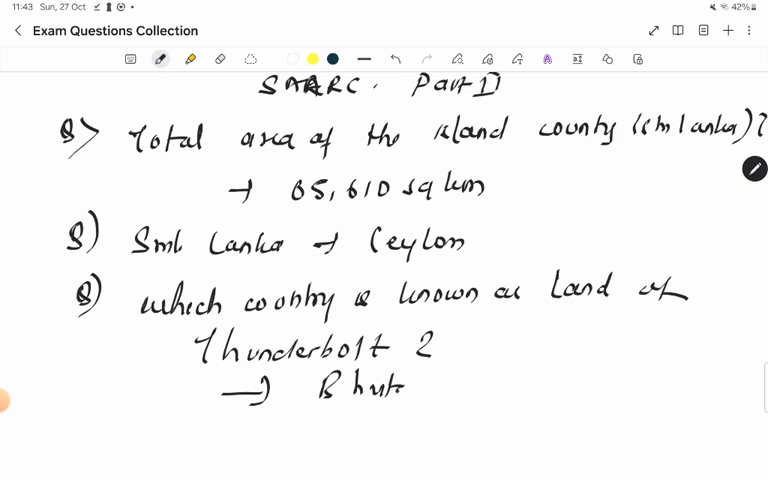 11:43 Sun, 27 Oct
42%
Exam Questions Collection
SAARC. Part II
Q) Total area of the island county (Sri Lanka)?
→ 65,610 sq km
Q) Sri Lanka → Ceylon
Q) which country is known as Land of
Thunderbolt ?
→ Bhuta